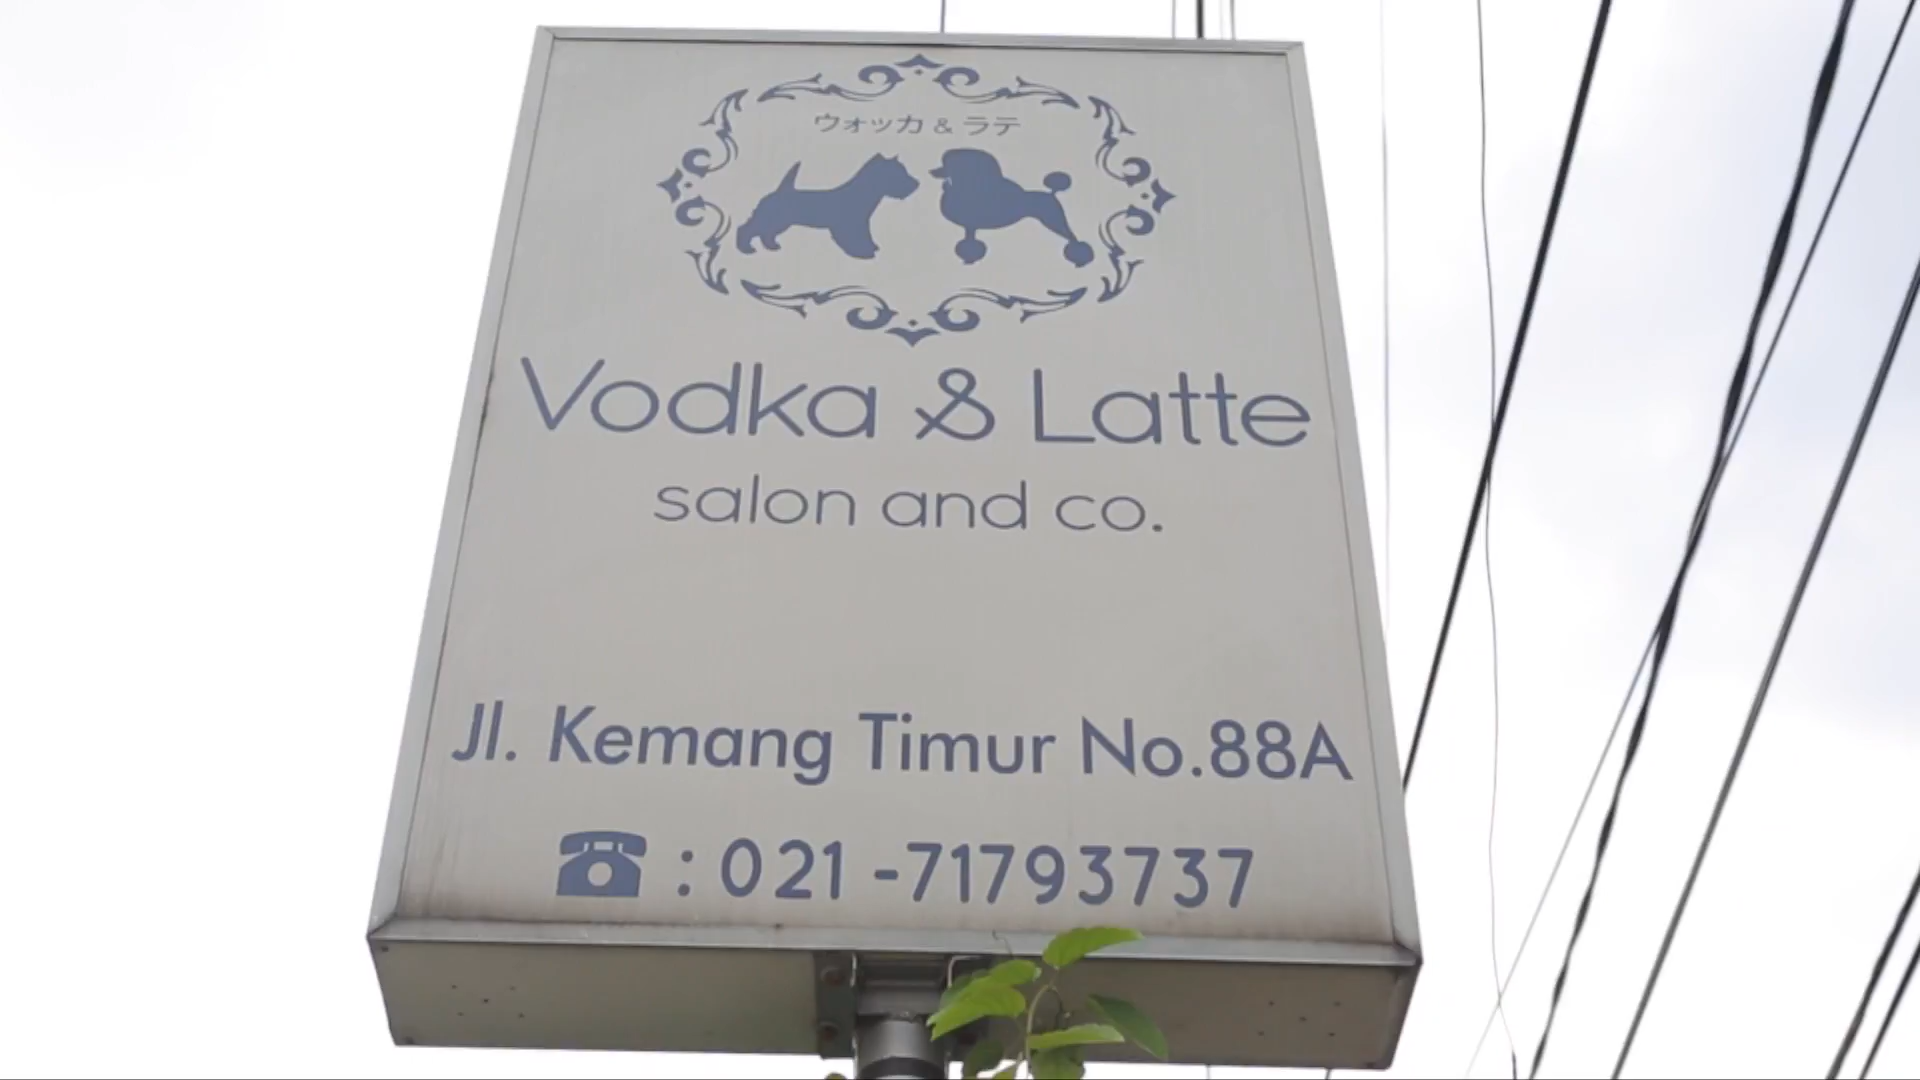 ウォッカ & ラテ
Vodka & Latte
salon and co.
Jl. Kemang Timur No.88A
☎ : 021 -71793737